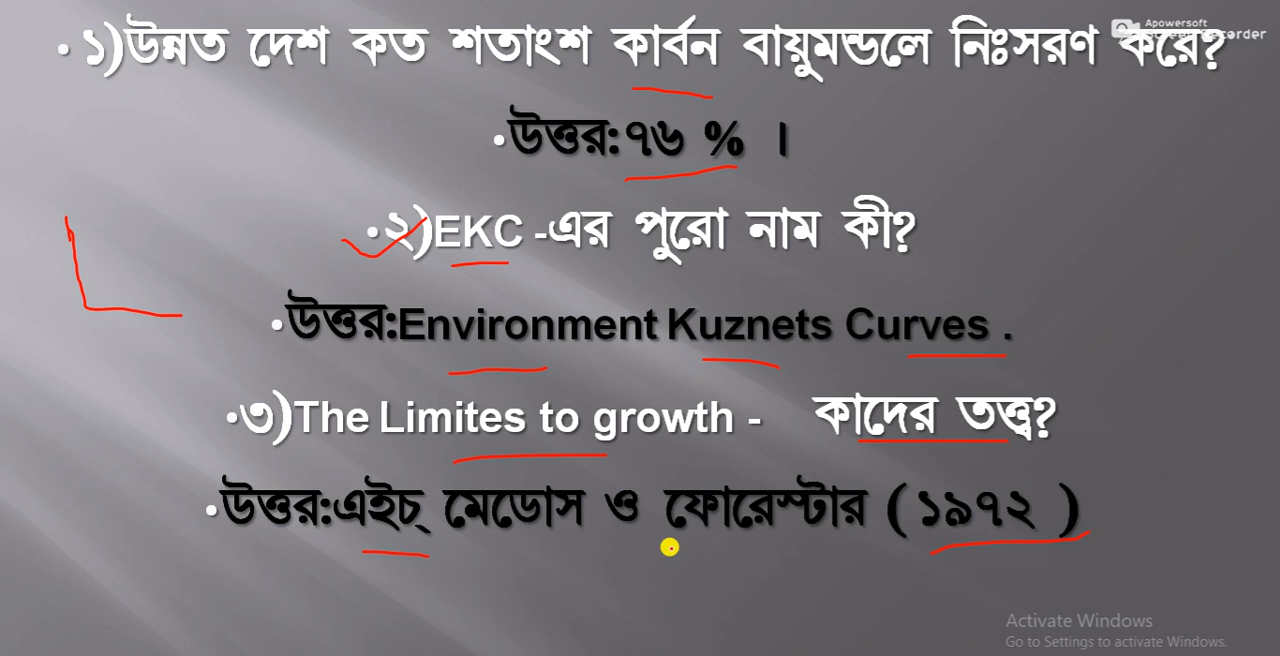 •১)উন্নত দেশ কত শতাংশ কার্বন বায়ুমন্ডলে নিঃসরণ করে?
•উত্তর:৭৬ % ।
•২)EKC -এর পুরো নাম কী?
•উত্তর:Environment Kuznets Curves .
•৩)The Limites to growth - কাদের তত্ত্ব?
•উত্তর:এইচ্ মেডোস ও ফোরেস্টার ( ১৯৭২ )
Apowersoft
Screen Recorder
Activate Windows
Go to Settings to activate Windows.